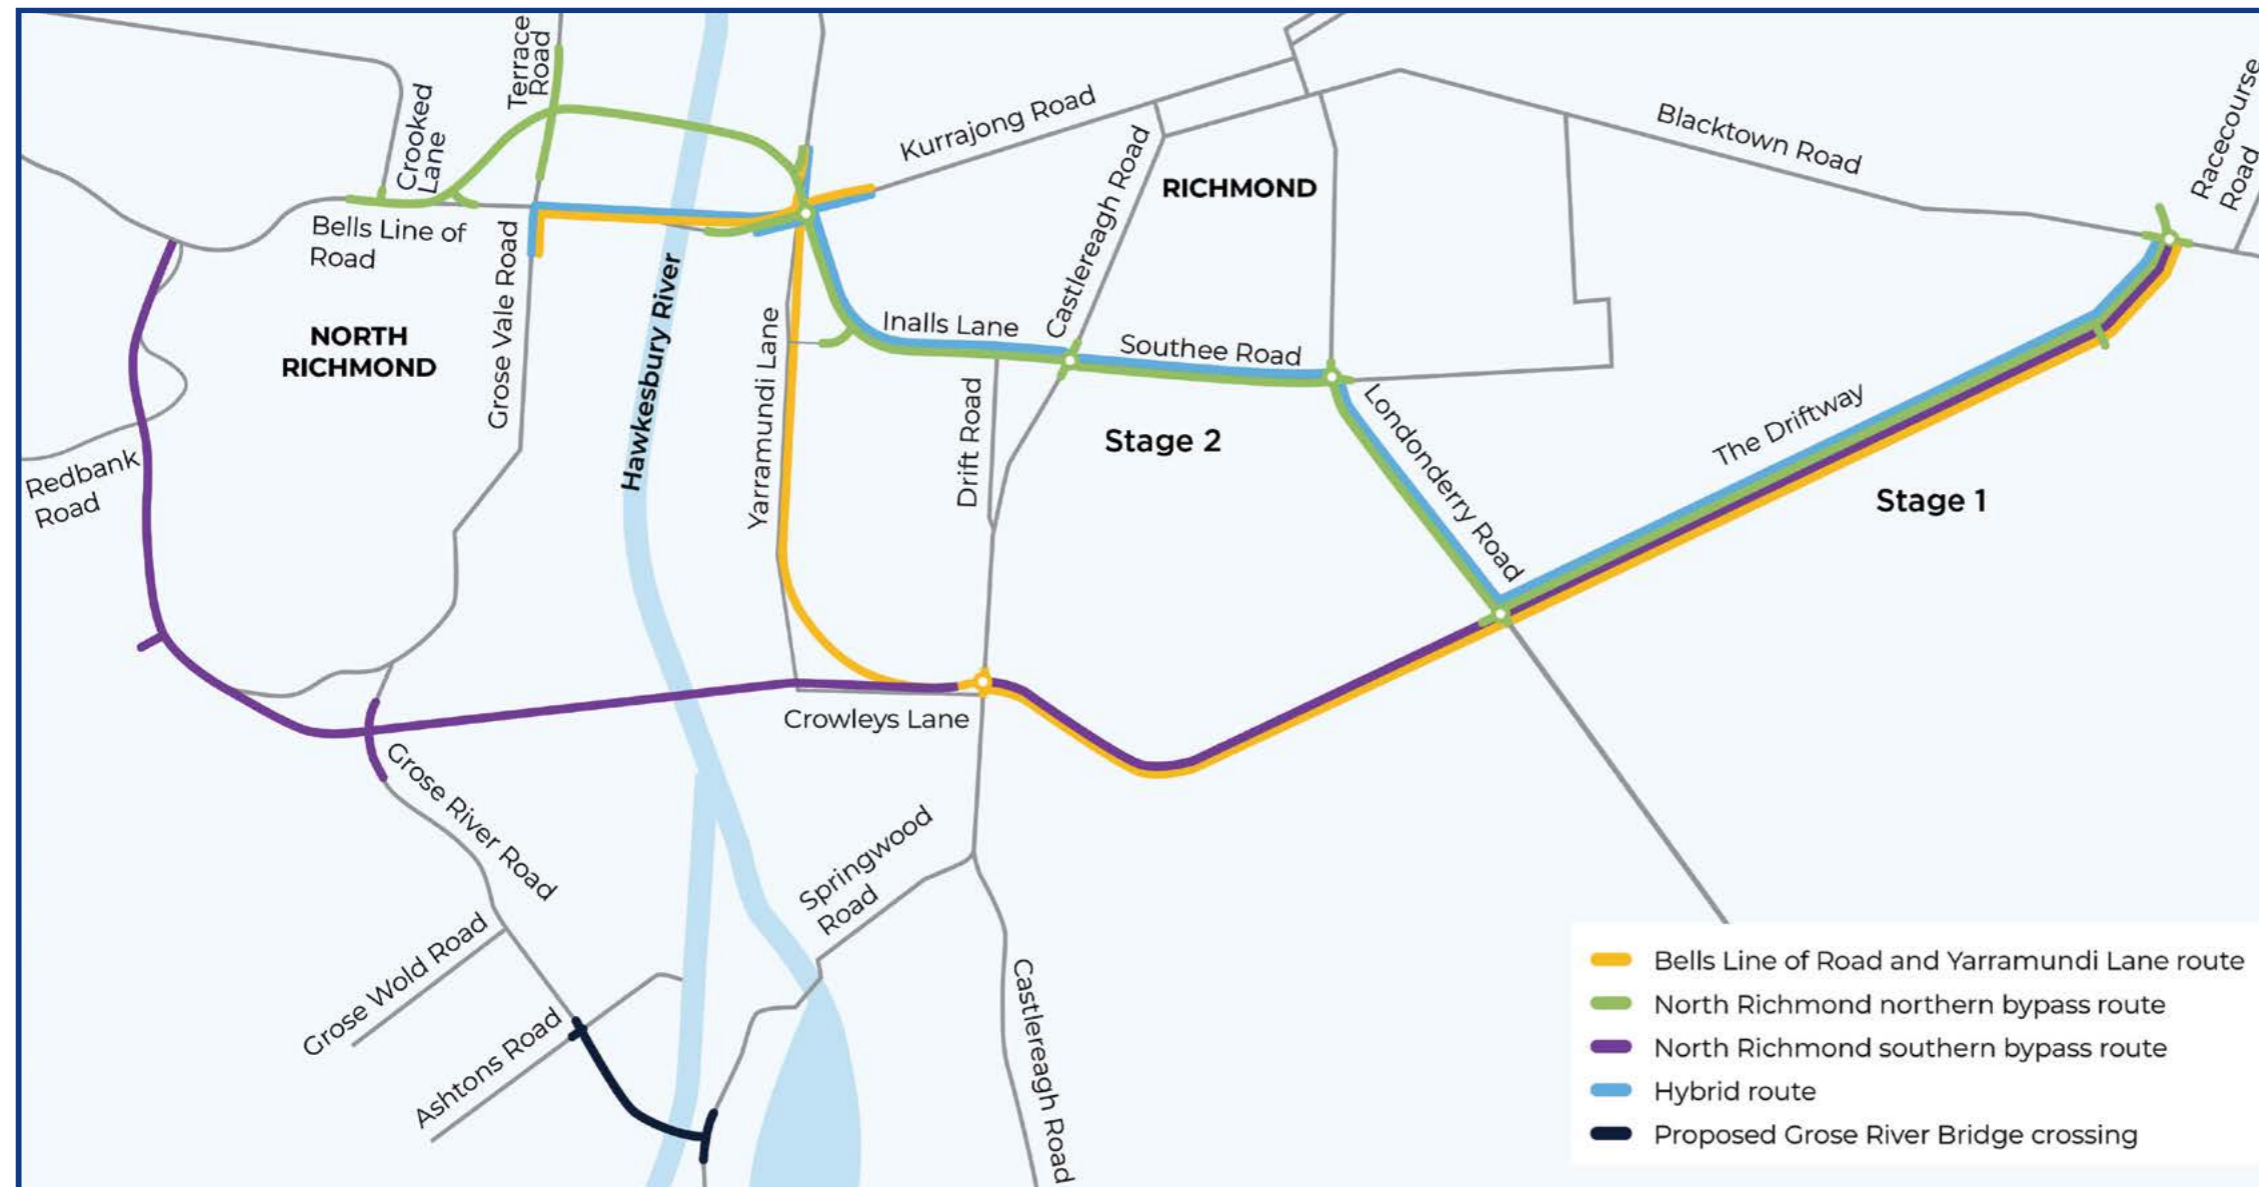 Terrace
Road
Crooked
Lane
Kurrajong Road
Castlereagh Road
RICHMOND
Blacktown Road
Racecourse
Road
Bells Line of
Road
NORTH
RICHMOND
Grose Vale Road
Hawkesbury River
Yarramundi Lane
Inalls Lane
Southee Road
Drift Road
Stage 2
Londonderry Road
The Driftway
Stage 1
Redbank
Road
Crowleys Lane
Grose River Road
Springwood
Road
Grose Wold Road
Ashtons Road
Castlereagh Road
Bells Line of Road and Yarramundi Lane route
North Richmond northern bypass route
North Richmond southern bypass route
Hybrid route
Proposed Grose River Bridge crossing